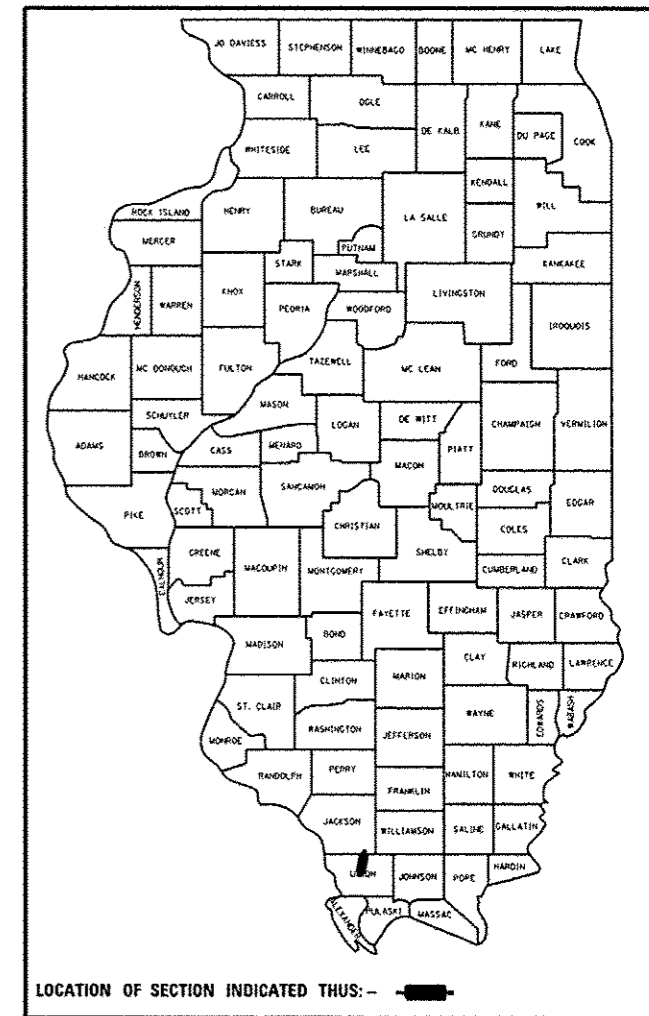 JO DAVIESS STEPHENSON WINNEBAGO BOONE MC HENRY LAKE
CARROLL OGLE DE KALB KANE DU PAGE COOK
WHITESIDE LEE KENDALL WILL
ROCK ISLAND HENRY BUREAU LA SALLE GRUNDY
MERCER PUTNAM KANKAKEE
HENDERSON WARREN KNOX STARK MARSHALL LIVINGSTON IROQUOIS
PEORIA WOODFORD
HANCOCK MC DONOUGH FULTON TAZEWELL MC LEAN FORD
SCHUYLER MASON LOGAN DE WITT CHAMPAIGN VERMILION
ADAMS BROWN CASS MENARD MACON PIATT
PIKE SCOTT MORGAN SANGAMON CHRISTIAN MOULTRIE DOUGLAS EDGAR
COLES
CALHOUN GREENE MACOUPIN MONTGOMERY SHELBY CUMBERLAND CLARK
JERSEY FAYETTE EFFINGHAM JASPER CRAWFORD
MADISON BOND CLAY RICHLAND LAWRENCE
CLINTON MARION
ST. CLAIR WAYNE EDWARDS WABASH
MONROE WASHINGTON JEFFERSON
RANDOLPH PERRY HAMILTON WHITE
FRANKLIN
JACKSON WILLIAMSON SALINE GALLATIN
UNION JOHNSON POPE HARDIN
ALEXANDER PULASKI MASSAC
LOCATION OF SECTION INDICATED THUS: -